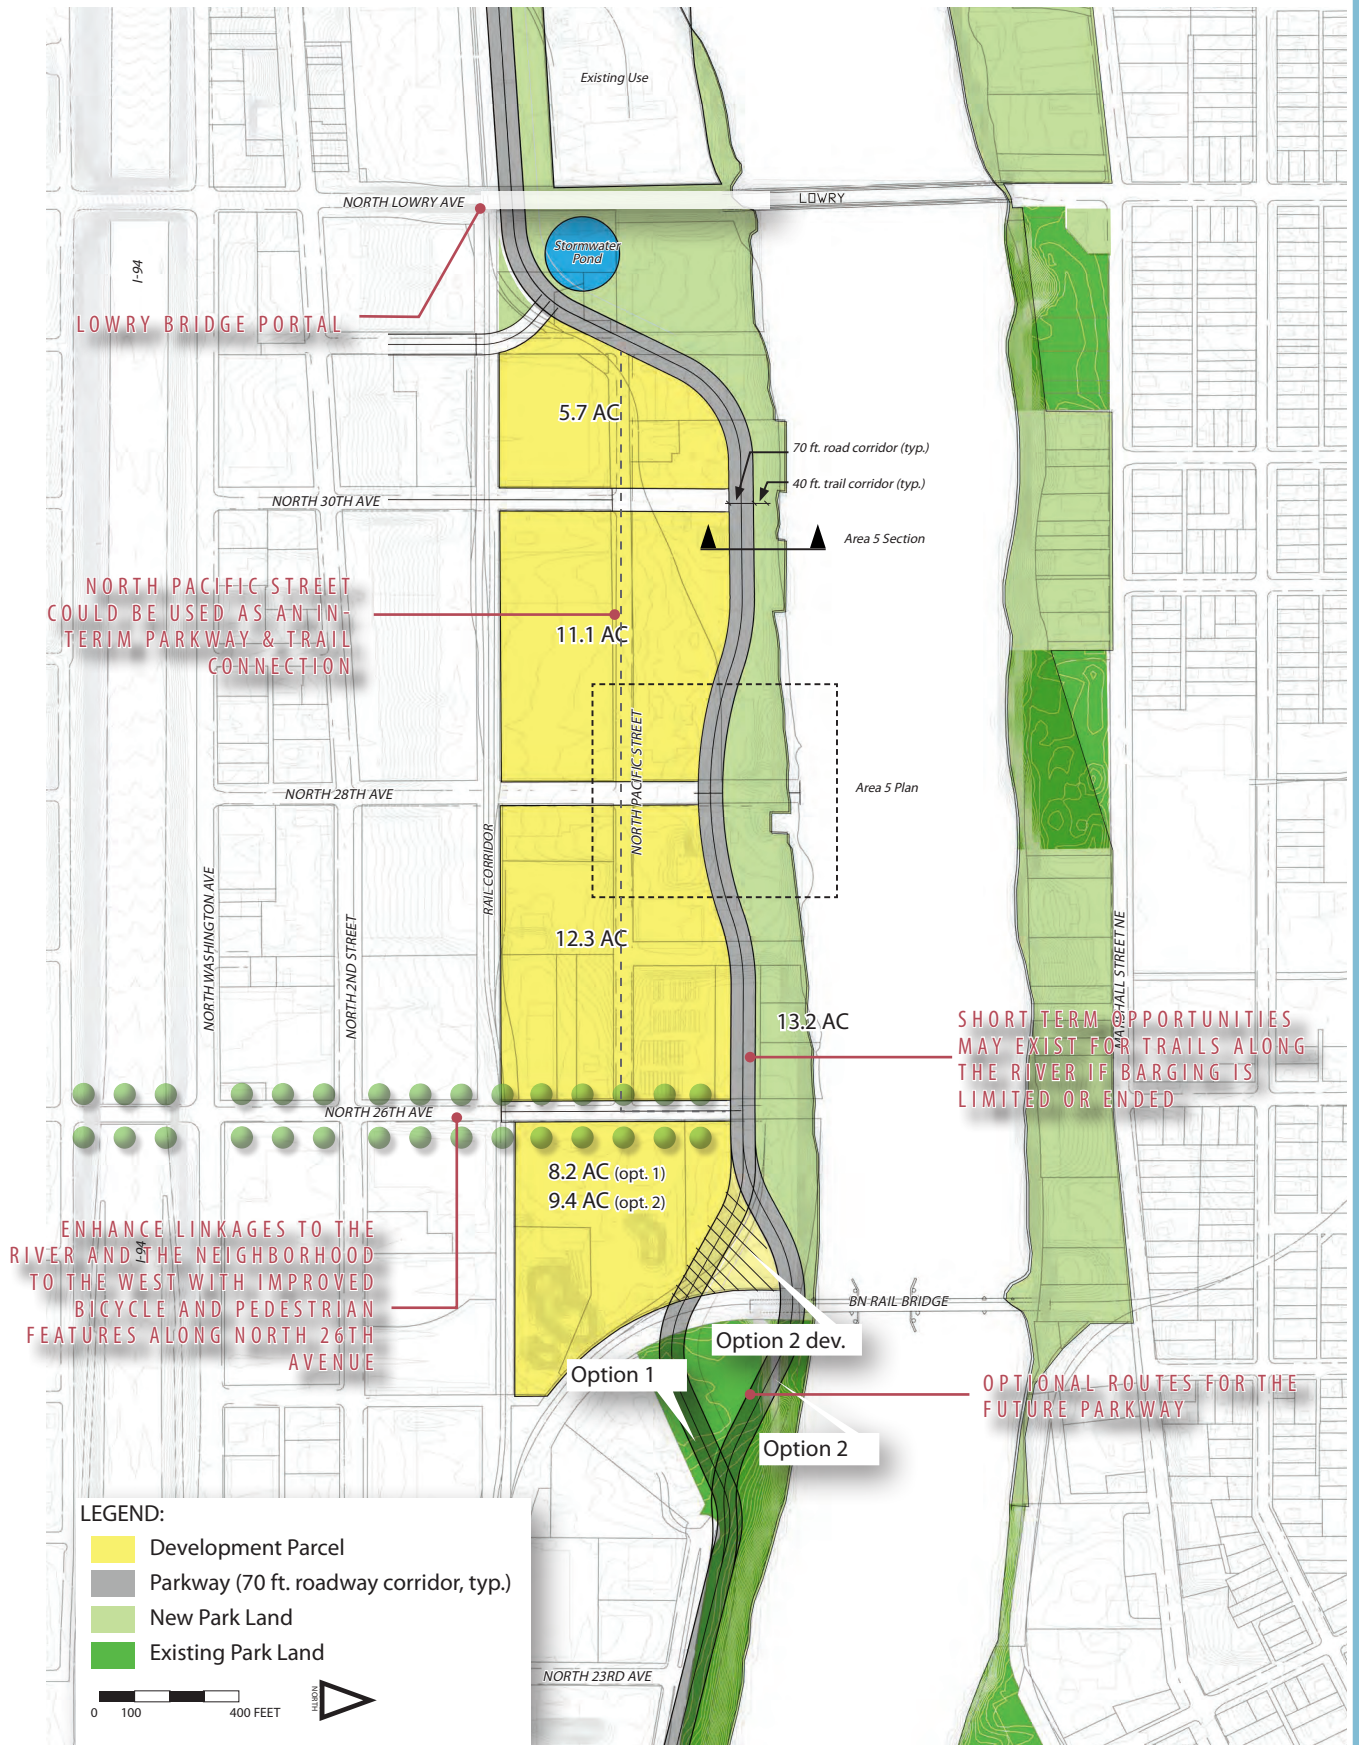 Existing Use
NORTH LOWRY AVE
LOWRY
Stormwater
Pond
I-94
LOWRY BRIDGE PORTAL
5.7 AC
70 ft. road corridor (typ.)
40 ft. trail corridor (typ.)
NORTH 30TH AVE
Area 5 Section
NORTH PACIFIC STREET
COULD BE USED AS AN IN-
TERIM PARKWAY & TRAIL
CONNECTION
11.1 AC
NORTH PACIFIC STREET
NORTH 28TH AVE
Area 5 Plan
RAIL CORRIDOR
NORTH WASHINGTON AVE
NORTH 2ND STREET
12.3 AC
MARSHALL STREET NE
13.2 AC
SHORT TERM OPPORTUNITIES
MAY EXIST FOR TRAILS ALONG
THE RIVER IF BARGING IS
LIMITED OR ENDED
NORTH 26TH AVE
8.2 AC (opt. 1)
9.4 AC (opt. 2)
ENHANCE LINKAGES TO THE
RIVER AND THE NEIGHBORHOOD
TO THE WEST WITH IMPROVED
BICYCLE AND PEDESTRIAN
FEATURES ALONG NORTH 26TH
AVENUE
I-94
BN RAIL BRIDGE
Option 2 dev.
Option 1
OPTIONAL ROUTES FOR THE
FUTURE PARKWAY
Option 2
LEGEND:
Development Parcel
Parkway (70 ft. roadway corridor, typ.)
New Park Land
Existing Park Land
0 100 400 FEET
NORTH
NORTH 23RD AVE